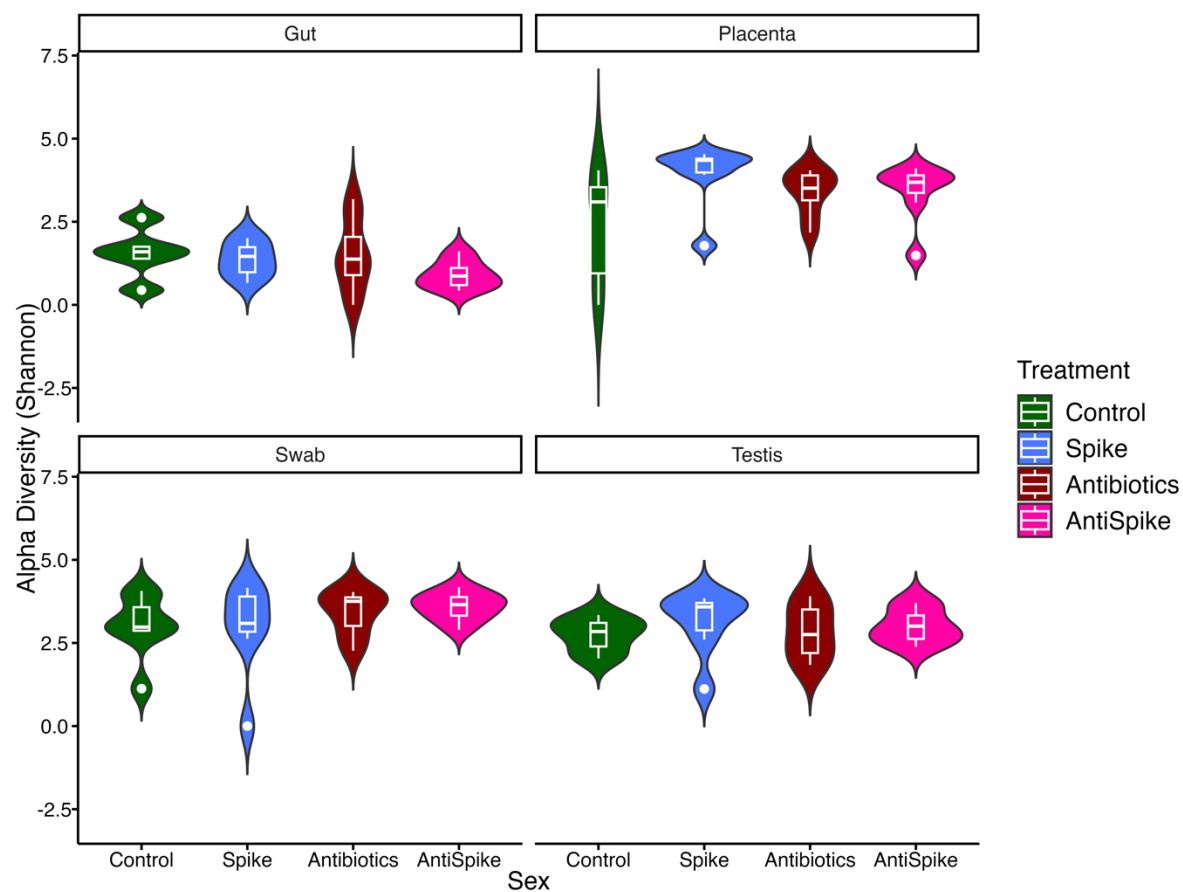 Gut
Placenta
7.5
5.0
2.5
0.0
-2.5
Swab
Testis
7.5
5.0
2.5
0.0
-2.5
Alpha Diversity (Shannon)
Control Spike Antibiotics AntiSpike
Control Spike Antibiotics AntiSpike
Sex
Treatment
Control
Spike
Antibiotics
AntiSpike